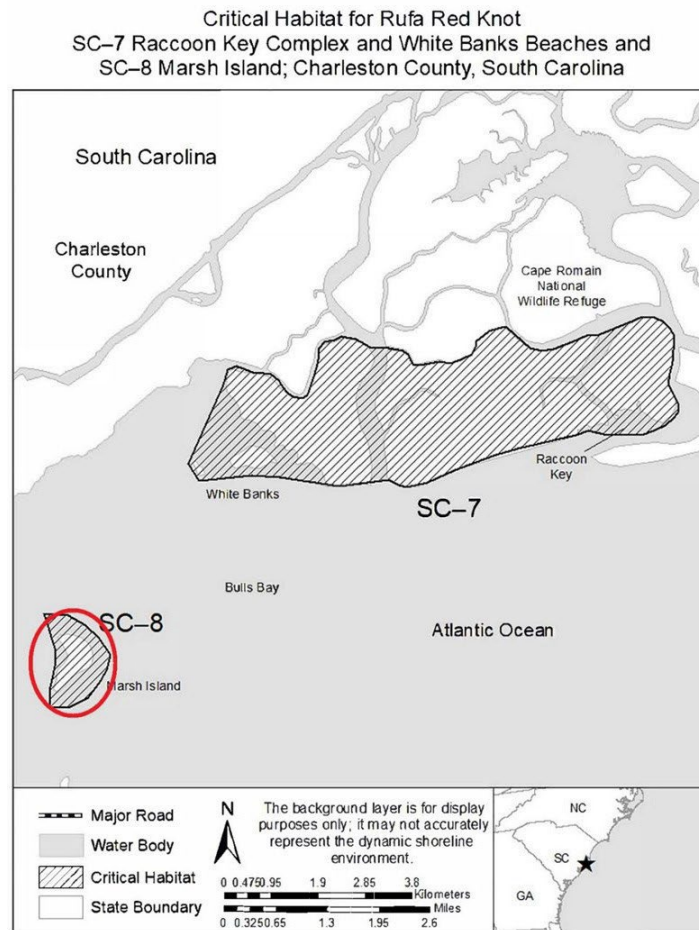 Critical Habitat for Rufa Red Knot
SC–7 Raccoon Key Complex and White Banks Beaches and
SC–8 Marsh Island; Charleston County, South Carolina
South Carolina
Charleston
County
Cape Romain
National
Wildlife Refuge
Raccoon
Key
White Banks
SC–7
Bulls Bay
SC–8
Atlantic Ocean
Marsh Island
Major Road
Water Body
Critical Habitat
State Boundary
N
The background layer is for display
purposes only; it may not accurately
represent the dynamic shoreline
environment.
0 0.475 0.95 1.9 2.85 3.8
Kilometers
Miles
0 0.325 0.65 1.3 1.95 2.6
NC
SC
GA